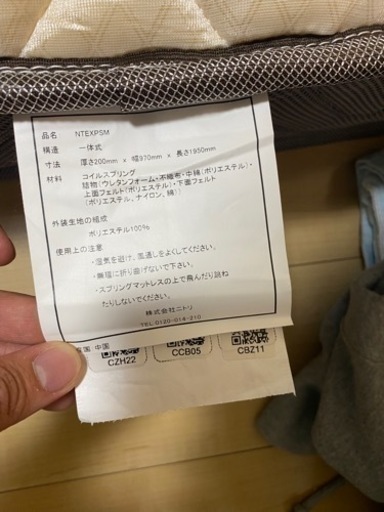 品名 NTEXPSM
構造 一体式
寸法 厚さ200mm × 幅970mm × 長さ1950mm
材料 コイルスプリング
詰物(ウレタンフォーム・不織布・中綿(ポリエステル)・
上面フェルト(ポリエステル)・下面フェルト
(ポリエステル、ナイロン、綿))
外装生地の組成
ポリエステル100%
使用上の注意
・湿気を避け、風通しをよくしてください。
・無理に折り曲げないで下さい。
・スプリングマットレスの上で飛んだり跳ね
たりしないでください。
株式会社ニトリ
TEL:0120-014-210
中国
CZH22 CCB05 CBZ11